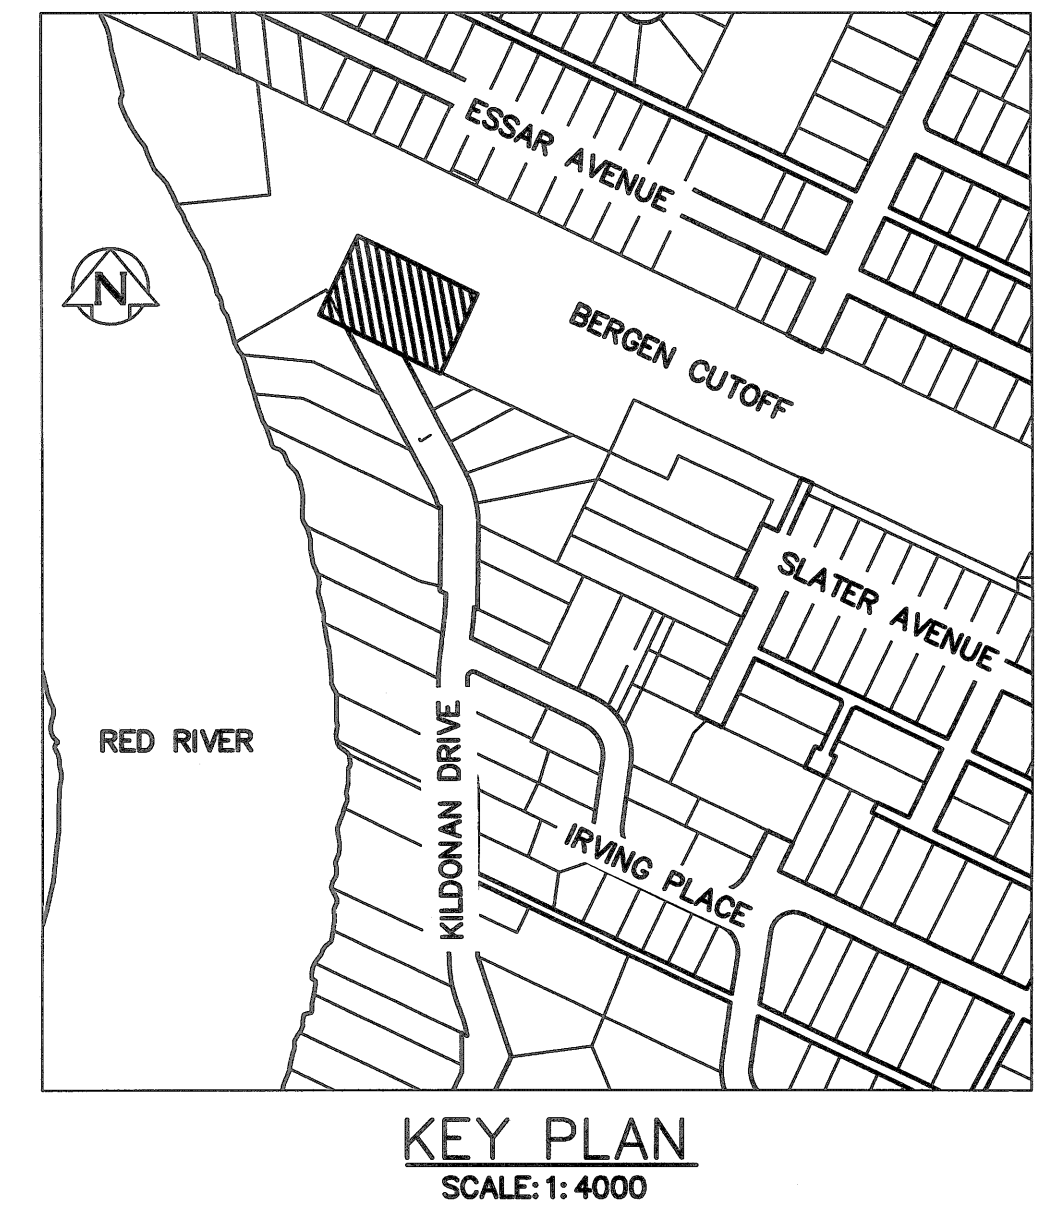 ESSAR AVENUE
N
BERGEN CUTOFF
SLATER AVENUE
RED RIVER
KILDONAN DRIVE
IRVING PLACE
KEY PLAN
SCALE: 1: 4000